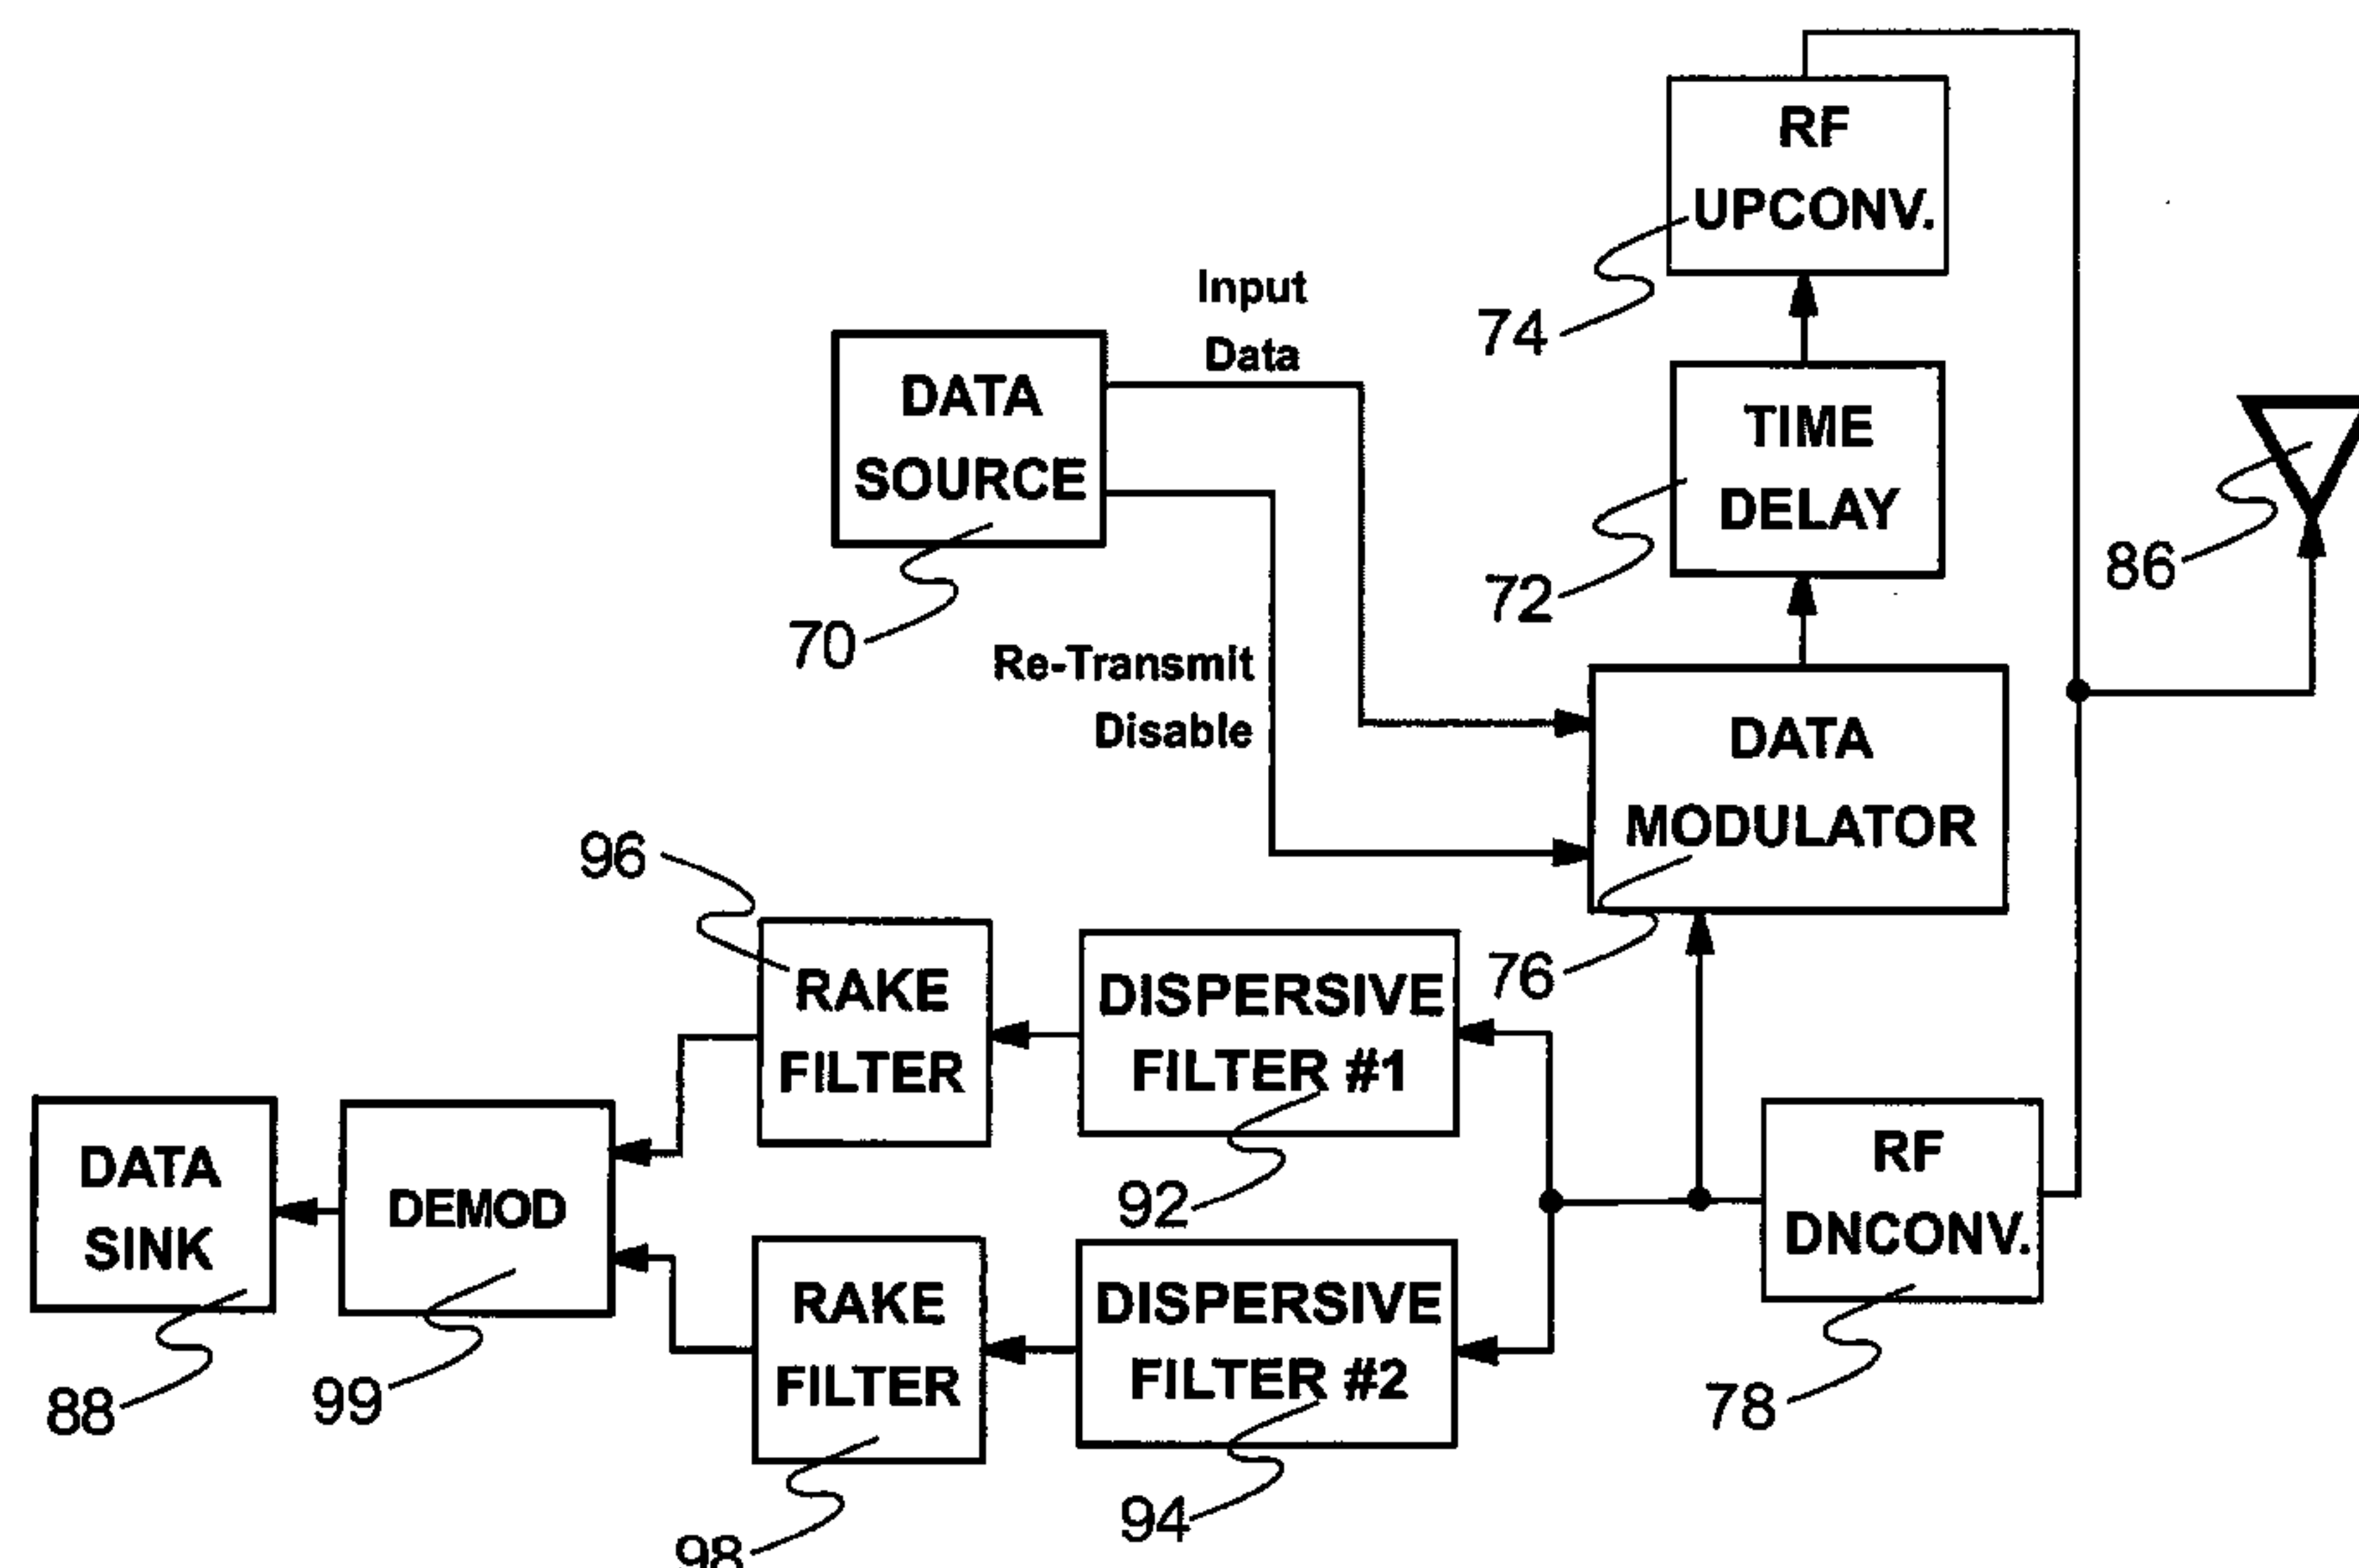 RF
UPCONV.
74
Input
Data
DATA
SOURCE
70
TIME
DELAY
72
86
Re-Transmit
Disable
DATA
MODULATOR
76
96
RAKE
FILTER
DISPERSIVE
FILTER #1
92
RF
DNCONV.
78
DATA
SINK
88
DEMOD
99
RAKE
FILTER
98
DISPERSIVE
FILTER #2
94